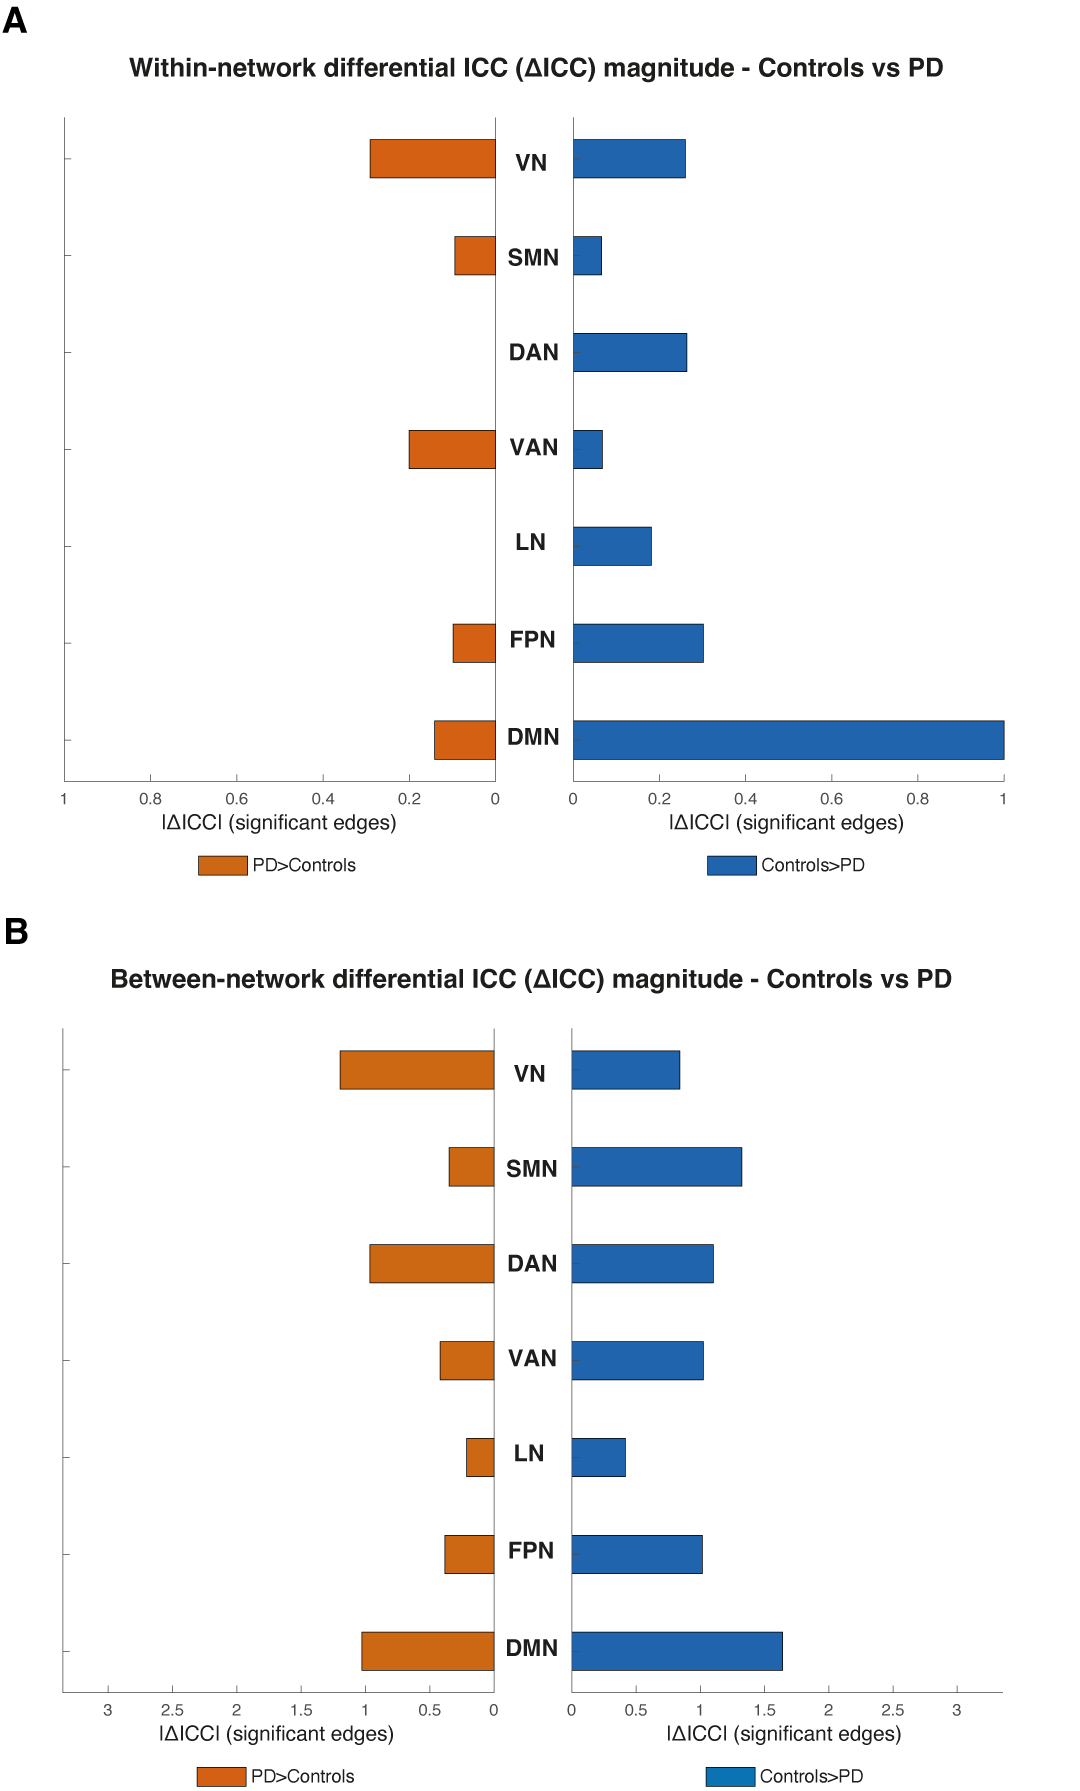 A
Within-network differential ICC (ΔICC) magnitude - Controls vs PD
VN
SMN
DAN
VAN
LN
FPN
DMN
1 0.8 0.6 0.4 0.2 0 0 0.2 0.4 0.6 0.8 1
|ΔICC| (significant edges) |ΔICC| (significant edges)
PD>Controls Controls>PD
B
Between-network differential ICC (ΔICC) magnitude - Controls vs PD
VN
SMN
DAN
VAN
LN
FPN
DMN
3 2.5 2 1.5 1 0.5 0 0 0.5 1 1.5 2 2.5 3
|ΔICC| (significant edges) |ΔICC| (significant edges)
PD>Controls Controls>PD